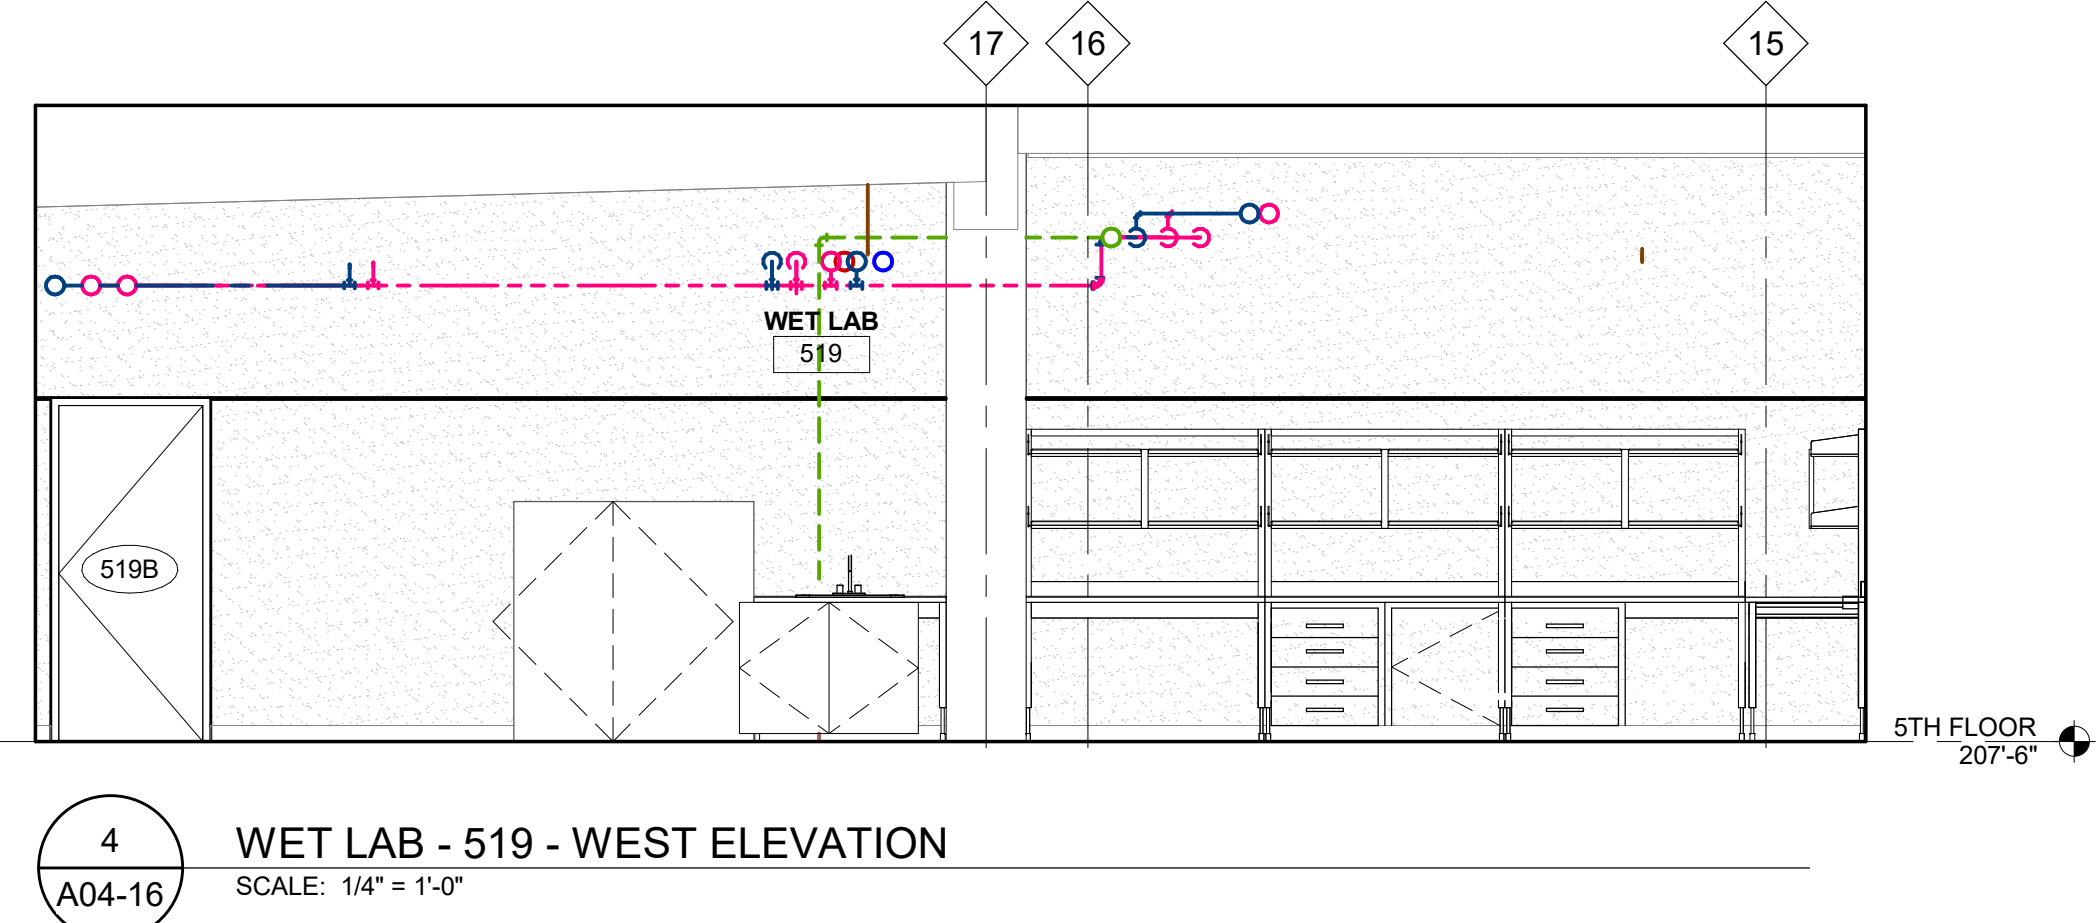 17
16
15
WET LAB
519
519B
5TH FLOOR
207'-6"
4
A04-16
WET LAB - 519 - WEST ELEVATION
SCALE: 1/4" = 1'-0"